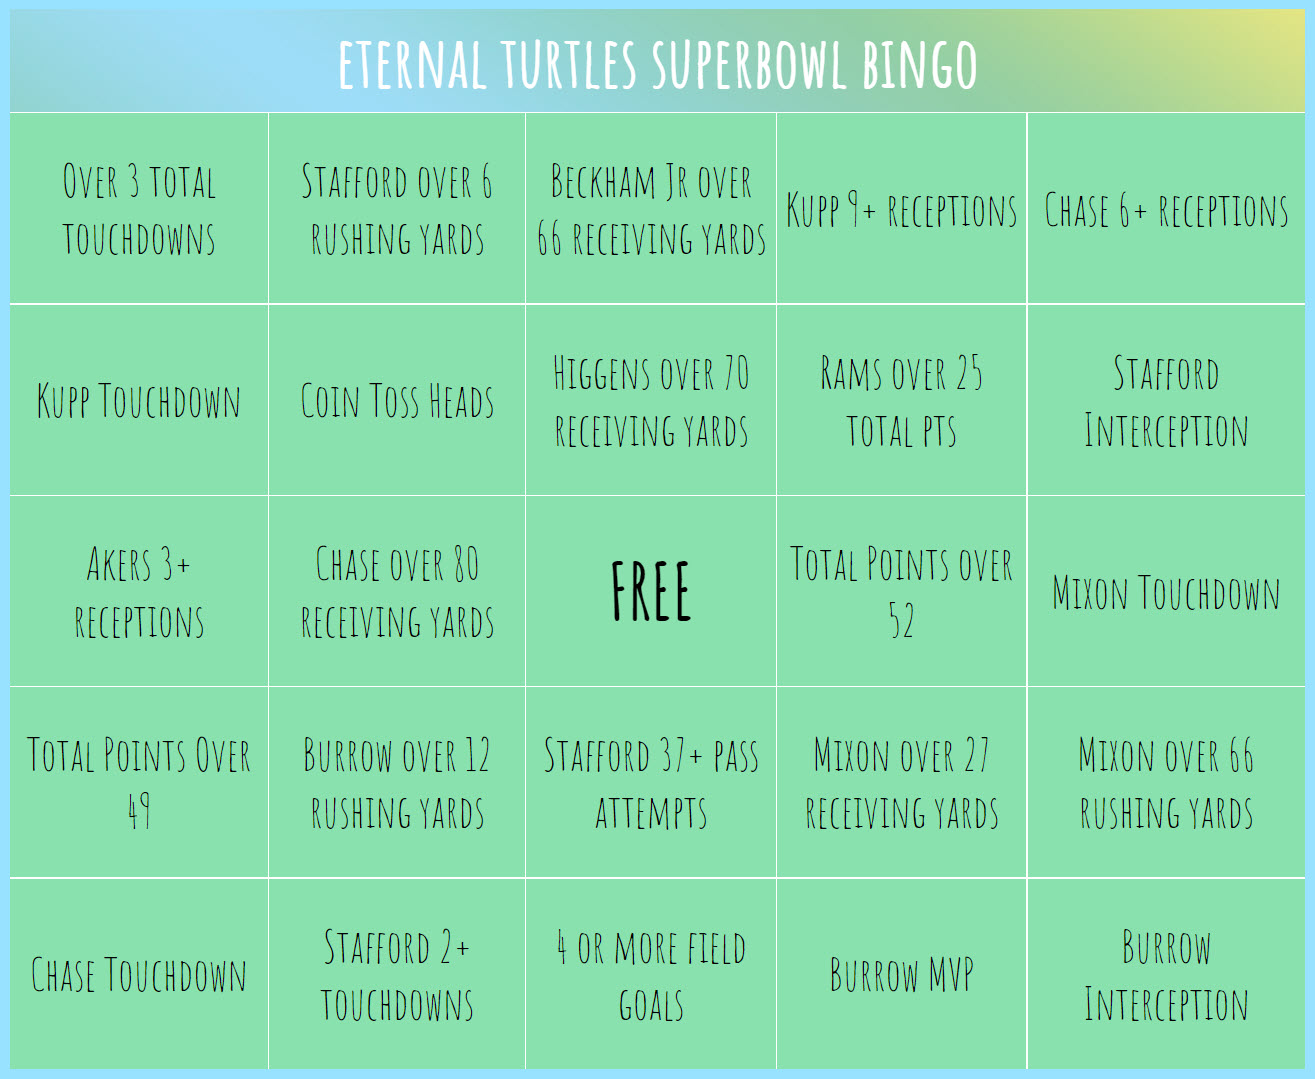 Eternal Turtles Superbowl Bingo
Over 3 total
touchdowns
Stafford over 6
rushing yards
Beckham Jr over
66 receiving yards
Kupp 9+ receptions
Chase 6+ receptions
Kupp Touchdown
Coin Toss Heads
Higgens over 70
receiving yards
Rams over 25
total pts
Stafford
Interception
Akers 3+
receptions
Chase over 80
receiving yards
FREE
Total Points over
52
Mixon Touchdown
Total Points Over
49
Burrow over 12
rushing yards
Stafford 37+ pass
attempts
Mixon over 27
receiving yards
Mixon over 66
rushing yards
Chase Touchdown
Stafford 2+
touchdowns
4 or more field
goals
Burrow MVP
Burrow
Interception